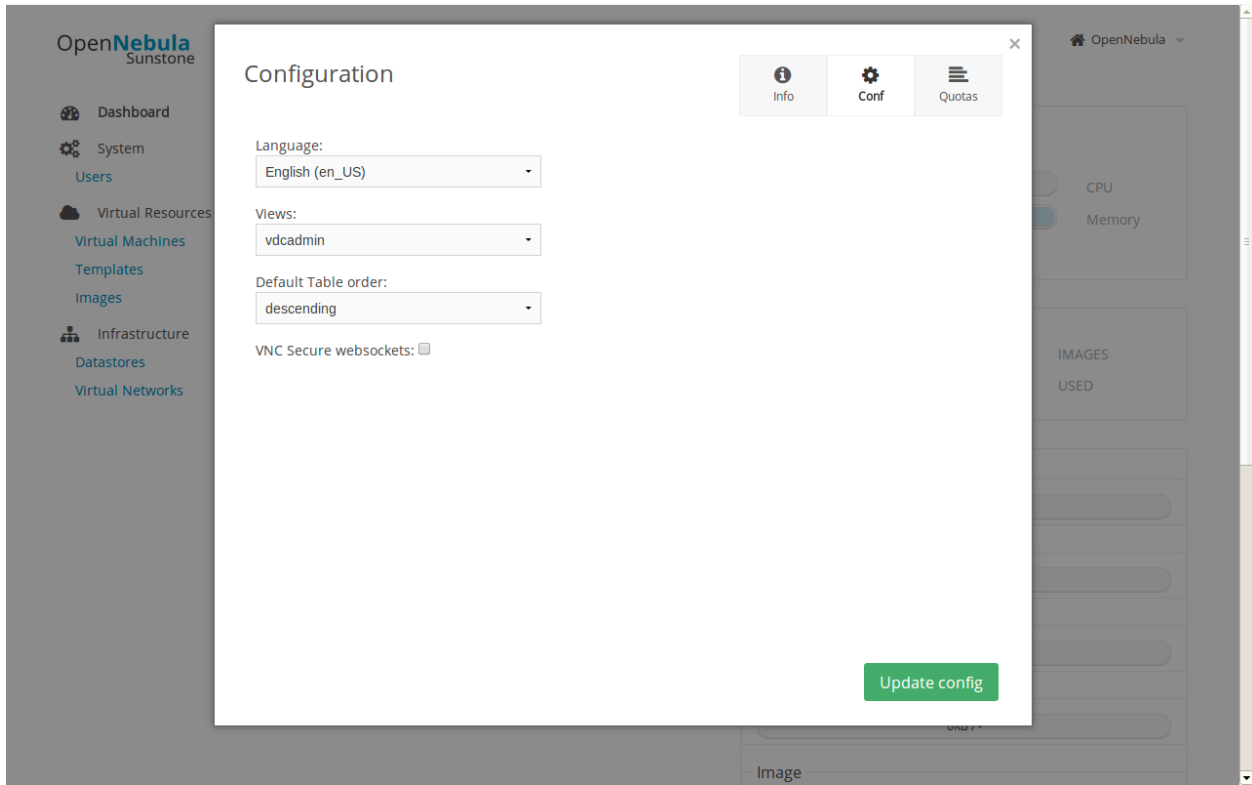 OpenNebula
Sunstone
OpenNebula
Dashboard
System
Users
Virtual Resources
Virtual Machines
Templates
Images
Infrastructure
Datastores
Virtual Networks
×
Configuration
Info
Conf
Quotas
Language:
English (en_US)
Views:
vdcadmin
Default Table order:
descending
VNC Secure websockets:
Update config
CPU
Memory
IMAGES
USED
Image